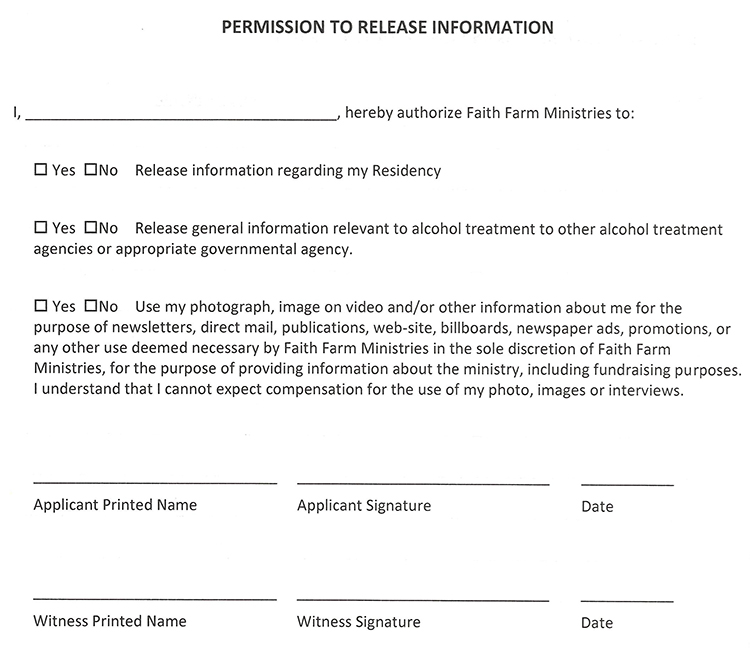 PERMISSION TO RELEASE INFORMATION
I, ______________________________________, hereby authorize Faith Farm Ministries to:
☐ Yes ☐No Release information regarding my Residency
☐ Yes ☐No Release general information relevant to alcohol treatment to other alcohol treatment
agencies or appropriate governmental agency.
☐ Yes ☐No Use my photograph, image on video and/or other information about me for the
purpose of newsletters, direct mail, publications, web-site, billboards, newspaper ads, promotions, or
any other use deemed necessary by Faith Farm Ministries in the sole discretion of Faith Farm
Ministries, for the purpose of providing information about the ministry, including fundraising purposes.
I understand that I cannot expect compensation for the use of my photo, images or interviews.
Applicant Printed Name Applicant Signature Date
Witness Printed Name Witness Signature Date